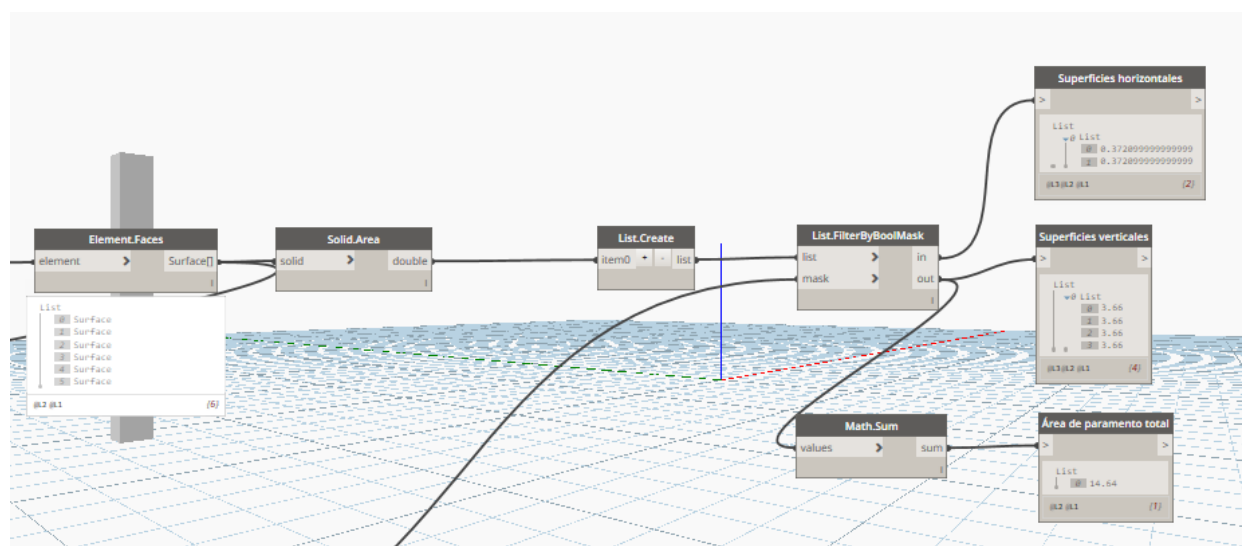 Superficies horizontales
> >
List
0 List
0 0.372099999999999
1 0.372099999999999
@L3 @L2 @L1 {2}
Element.Faces
element > Surface[]
List
0 Surface
1 Surface
2 Surface
3 Surface
4 Surface
5 Surface
@L2 @L1 {6}
Solid.Area
solid > double
List.Create
item0 + - list
List.FilterByBoolMask
list > in
mask > out
Superficies verticales
> >
List
0 List
0 3.66
1 3.66
2 3.66
3 3.66
@L3 @L2 @L1 {4}
Math.Sum
values > sum
Área de paramento total
> >
List
0 14.64
@L2 @L1 {1}